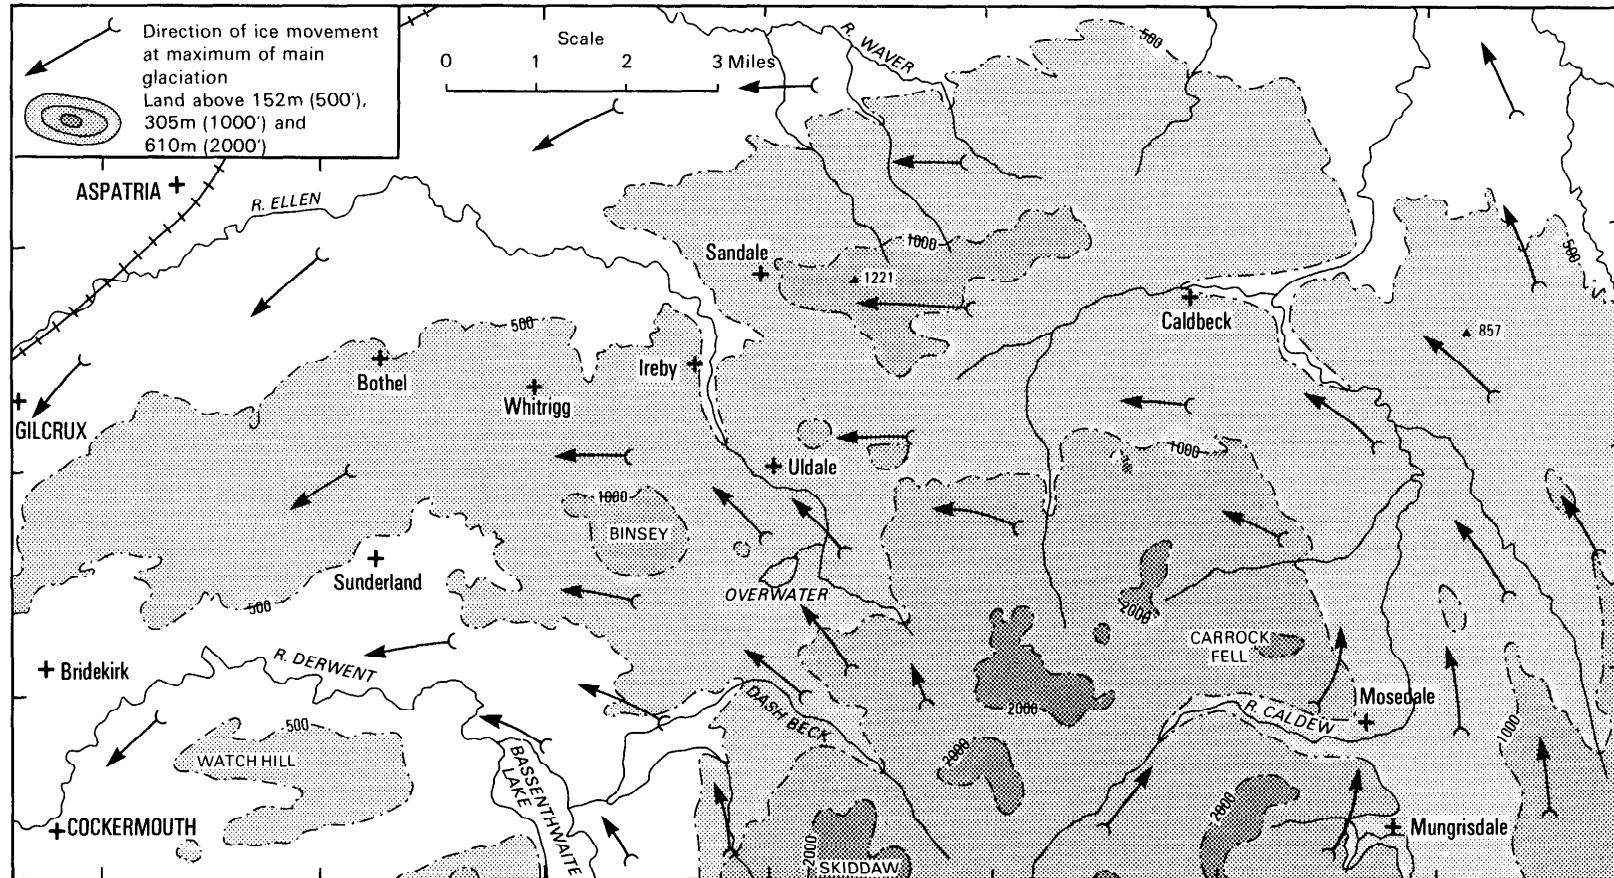 Direction of ice movement
at maximum of main
glaciation
Land above 152m (500'),
305m (1000') and
610m (2000')
Scale
0 1 2 3 Miles
R. WAVER
500
ASPATRIA
R. ELLEN
Sandale
1000
1221
500
Caldbeck
857
500
Bothel
Ireby
Whitrigg
GILCRUX
1000
Uldale
1000
BINSEY
Sunderland
OVERWATER
500
2000
CARROCK
FELL
Bridekirk
R. DERWENT
Mosedale
2000
DASH BECK
R. CALDEW
1000
500
WATCH HILL
2000
BASSENTHWAITE
LAKE
2000
COCKERMOUTH
Mungrisdale
2000
SKIDDAW